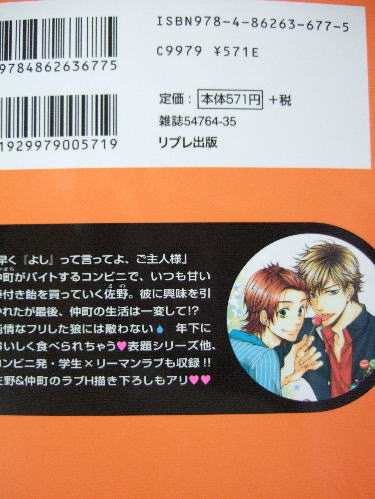 ISBN978-4-86263-677-5
C9979 ¥571E
9784862636775
定価：本体571円 +税
雑誌54764-35
リブレ出版
1929979005719
早く『よし』って言ってよ、ご主人様」
仲町がバイトするコンビニで、いつも甘い
棒付き飴を買っていく佐野。彼に興味を引
かれたが最後、仲町の生活は一変して!?
純情なフリした狼には敵わない 年下に
おいしく食べられちゃう♥表題シリーズ他、
コンビニ発・学生×リーマンラブも収録!!
佐野&仲町のラブH描き下ろしもアリ♥♥